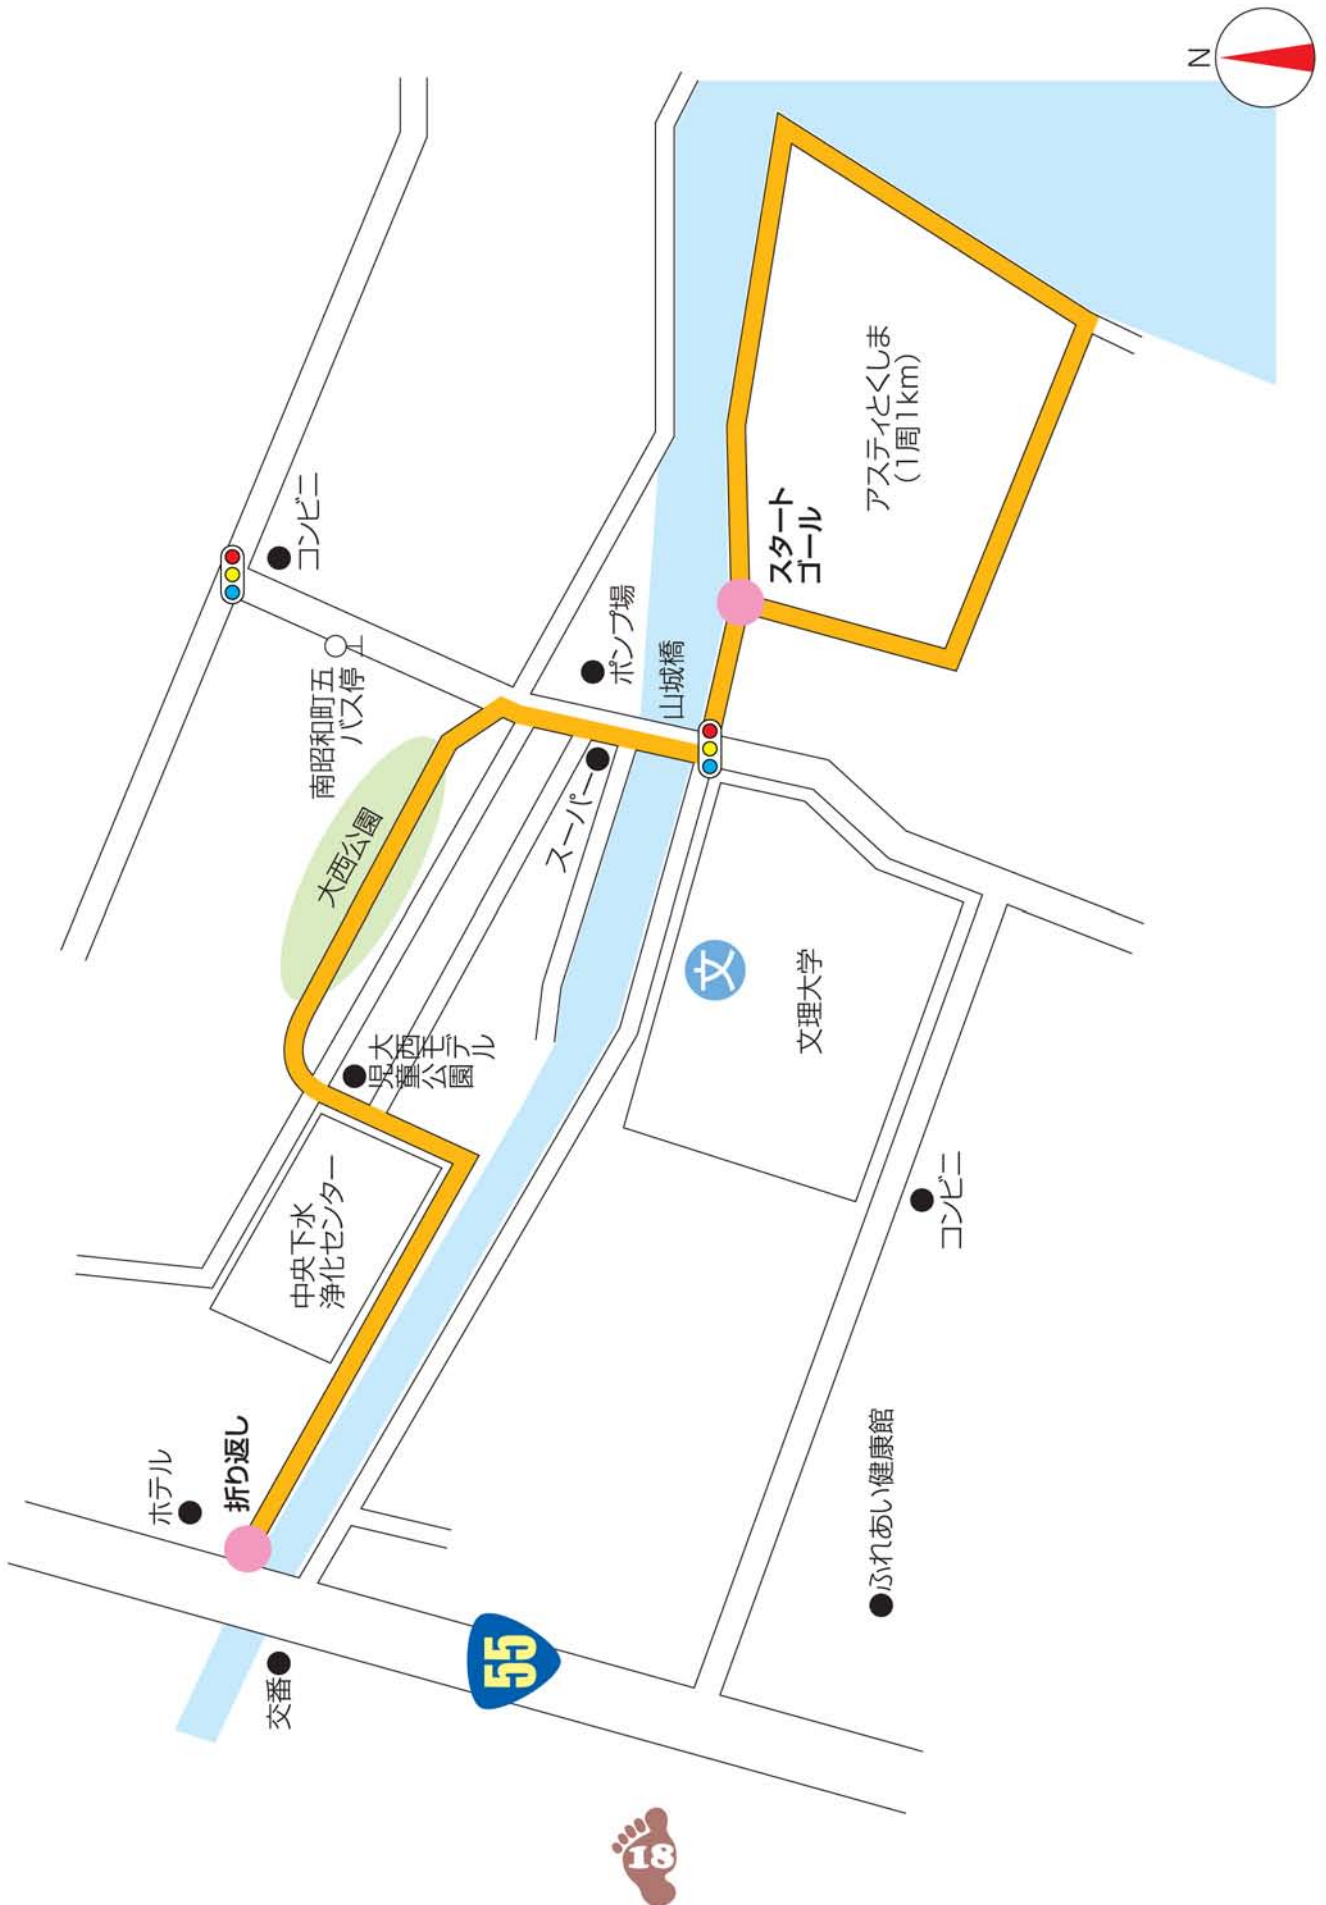 ホテル
折り返し
交番
中央下水
浄化センター
大西モデル
児童公園
大西公園
南昭和町五
バス停
コンビニ
55
スーパー
ポンプ場
山城橋
スタート
ゴール
文
文理大学
アスティとくしま
(1周1km)
ふれあい健康館
コンビニ
18
N